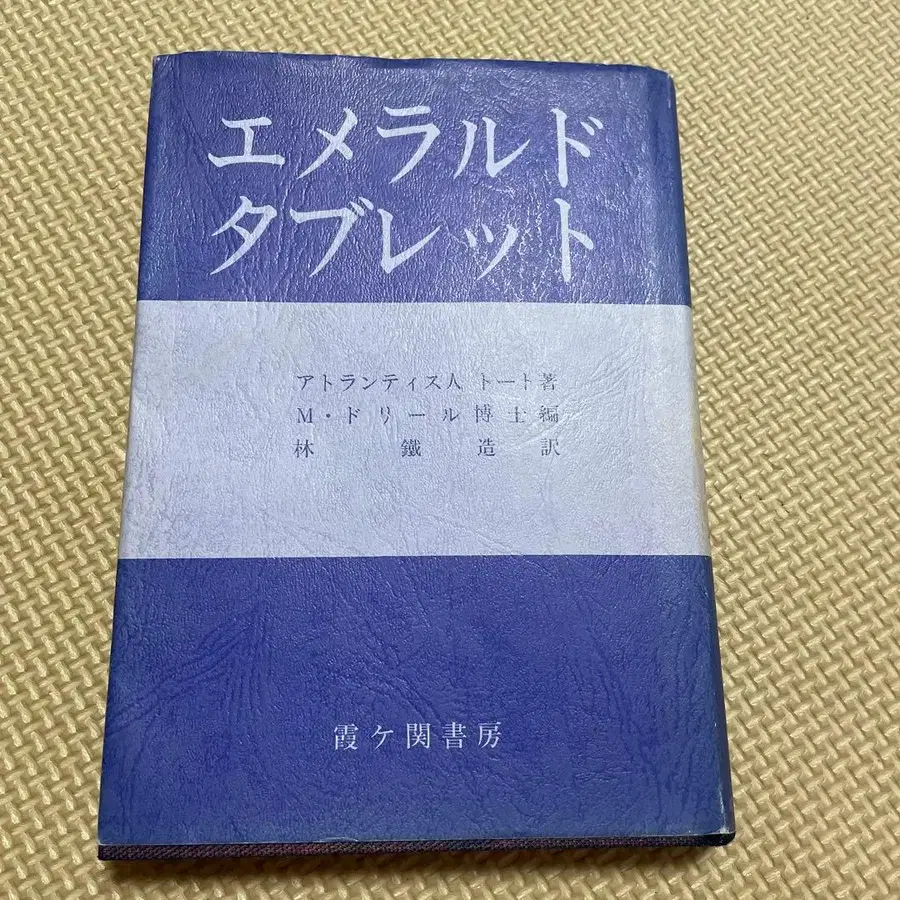 エメラルド
タブレット
アトランティス人 トート著
M・ドリール博士編
林 鐵造訳
霞ケ関書房